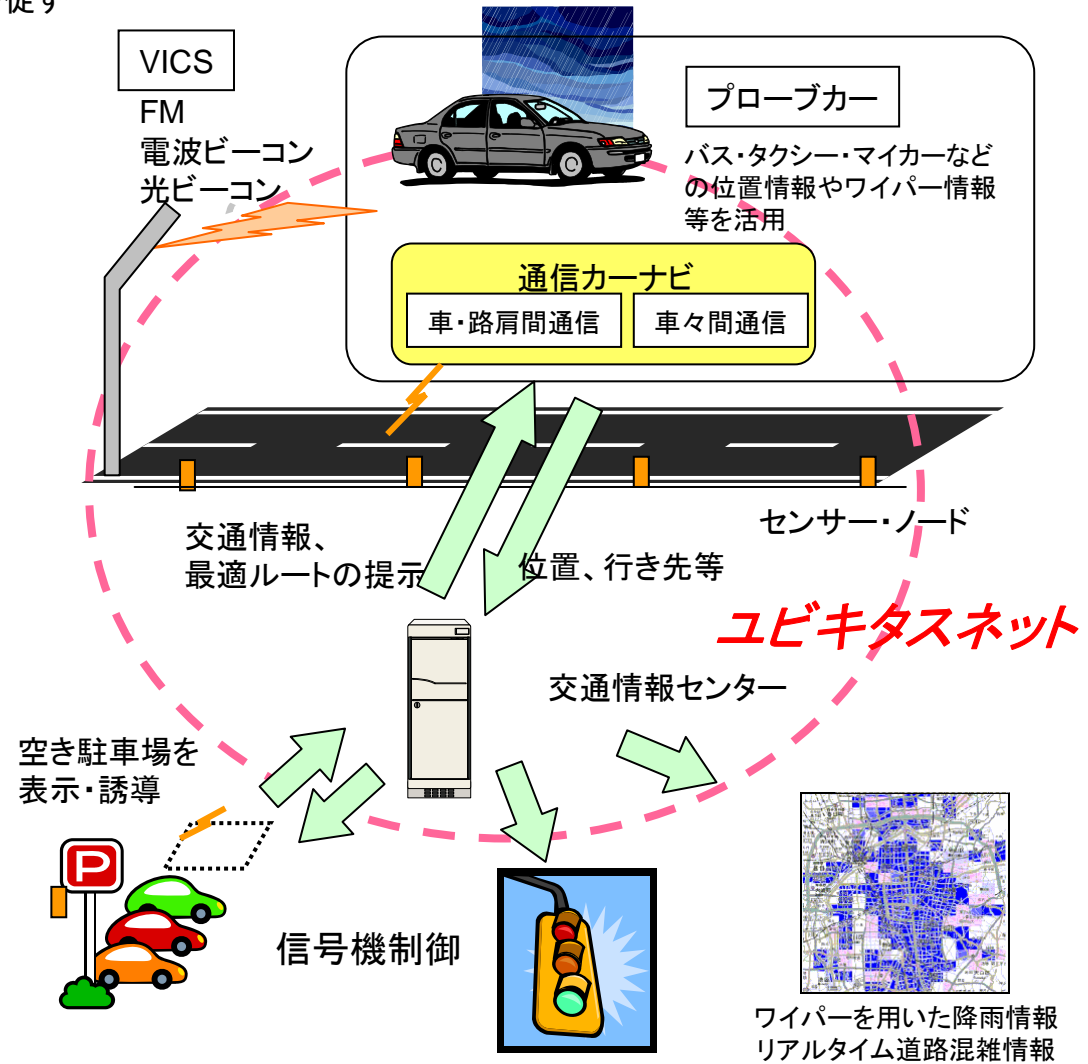 促す
VICS
FM
電波ビーコン
光ビーコン
プローブカー
バス・タクシー・マイカーなど
の位置情報やワイパー情報
等を活用
通信カーナビ
車・路肩間通信
車々間通信
センサー・ノード
交通情報、
最適ルートの提示
位置、行き先等
ユビキタスネット
交通情報センター
空き駐車場を
表示・誘導
P
信号機制御
ワイパーを用いた降雨情報
リアルタイム道路混雑情報